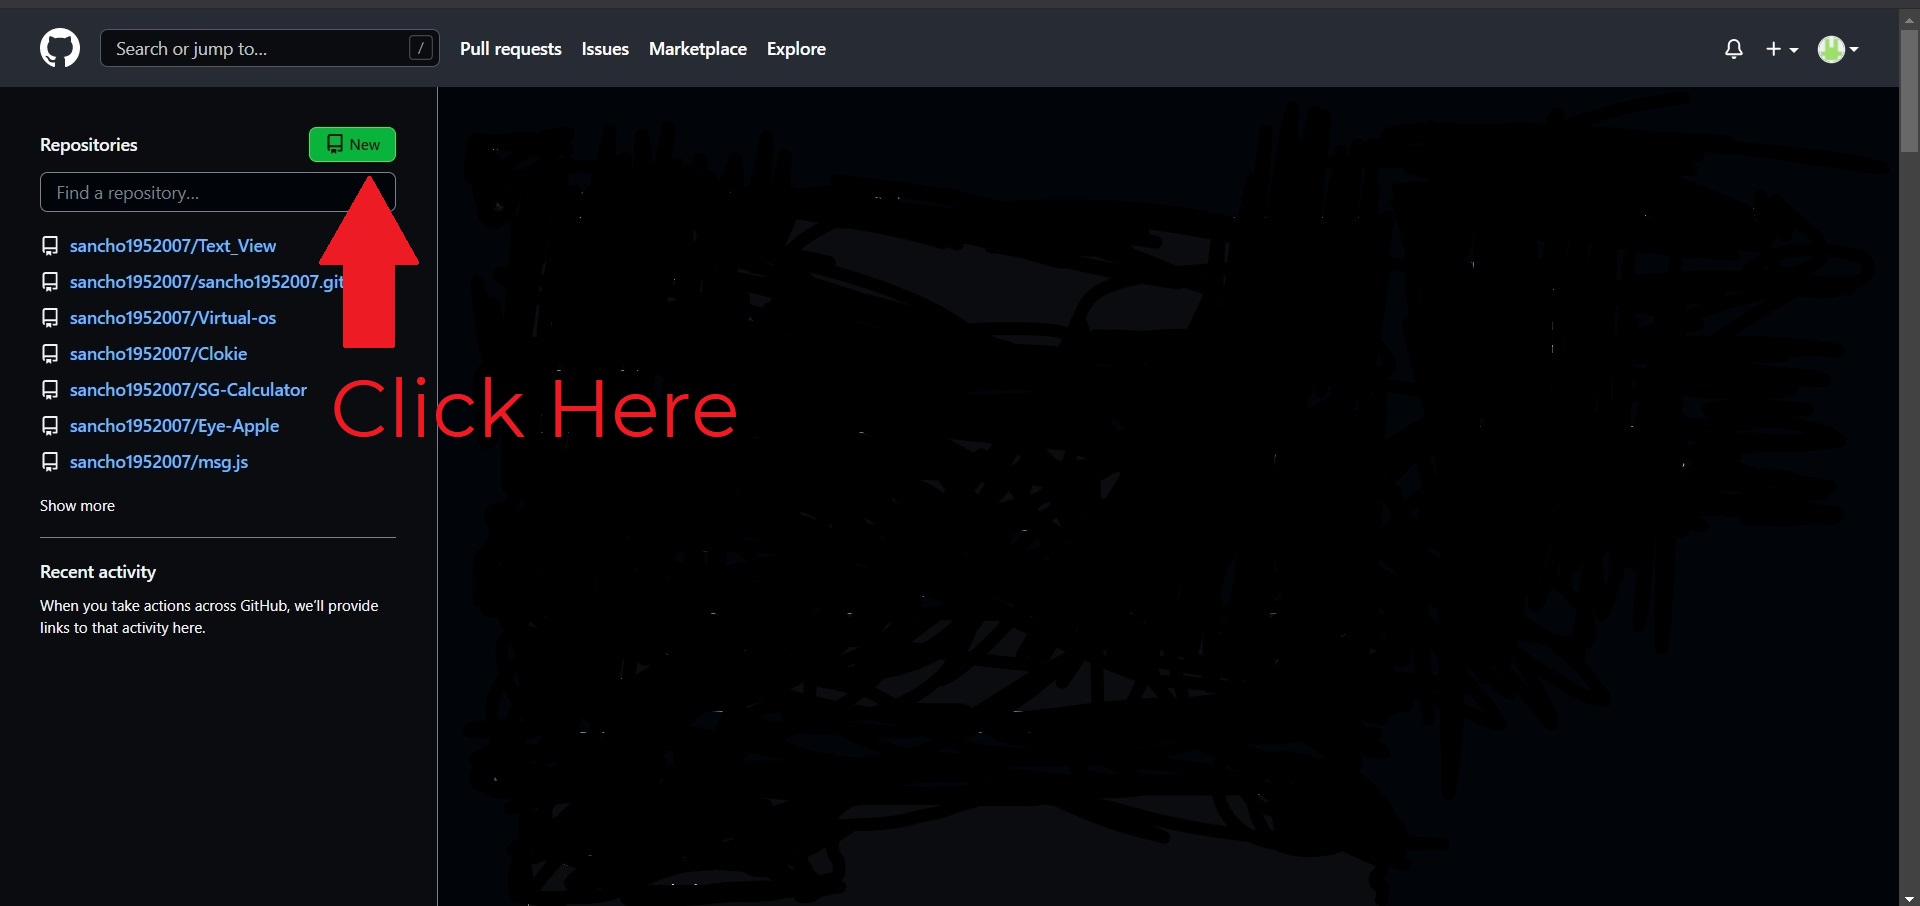 Search or jump to... /
Pull requests Issues Marketplace Explore
Repositories
New
Find a repository...
sancho1952007/Text_View
sancho1952007/sancho1952007.git
sancho1952007/Virtual-os
sancho1952007/Clokie
sancho1952007/SG-Calculator
sancho1952007/Eye-Apple
sancho1952007/msg.js
Click Here
Show more
Recent activity
When you take actions across GitHub, we'll provide
links to that activity here.